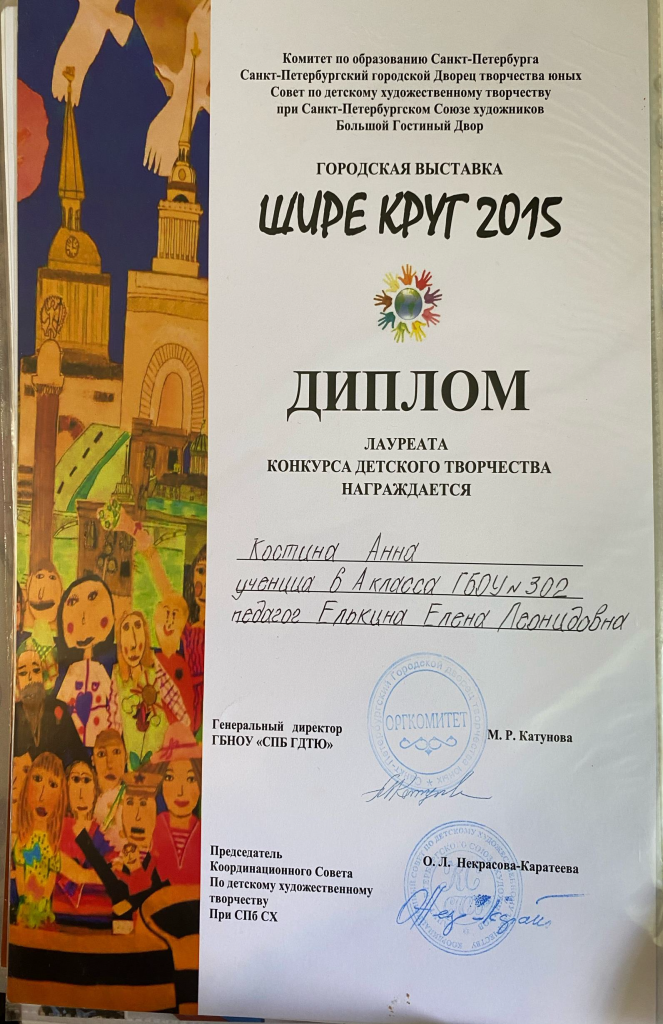 Комитет по образованию Санкт-Петербурга
Санкт-Петербургский городской Дворец творчества юных
Совет по детскому художественному творчеству
при Санкт-Петербургском Союзе художников
Большой Гостиный Двор
ГОРОДСКАЯ ВЫСТАВКА
ШИРЕ КРУГ 2015
ДИПЛОМ
ЛАУРЕАТА
КОНКУРСА ДЕТСКОГО ТВОРЧЕСТВА
НАГРАЖДАЕТСЯ
Костина Анна
ученица 6 А класса ГБОУ № 302
педагог Елькина Елена Леонидовна
Генеральный директор
ГБНОУ «СПБ ГДТЮ»
ОРГКОМИТЕТ
М. Р. Катунова
Председатель
Координационного Совета
По детскому художественному
творчеству
При СПб СХ
О. Л. Некрасова-Каратеева